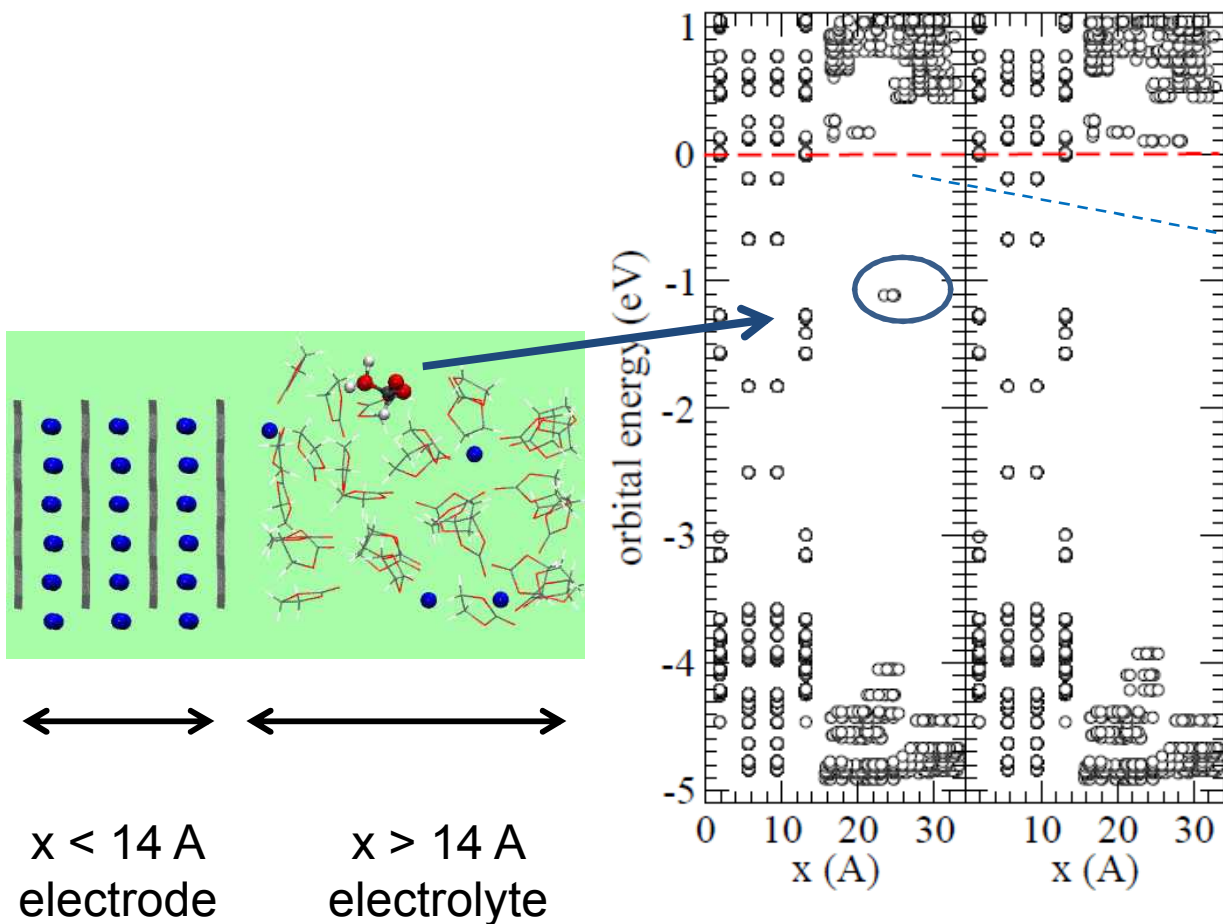 1
0
-1
-2
-3
-4
-5
orbital energy (eV)
0 10 20 30 10 20 30
x (A) x (A)
x < 14 A x > 14 A
electrode electrolyte